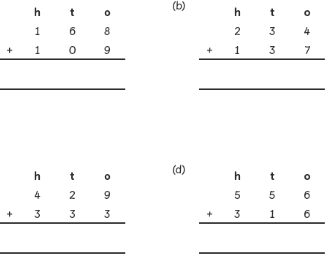 h t o
1 6 8
+ 1 0 9
(b)
h t o
2 3 4
+ 1 3 7
h t o
4 2 9
+ 3 3 3
(d)
h t o
5 5 6
+ 3 1 6